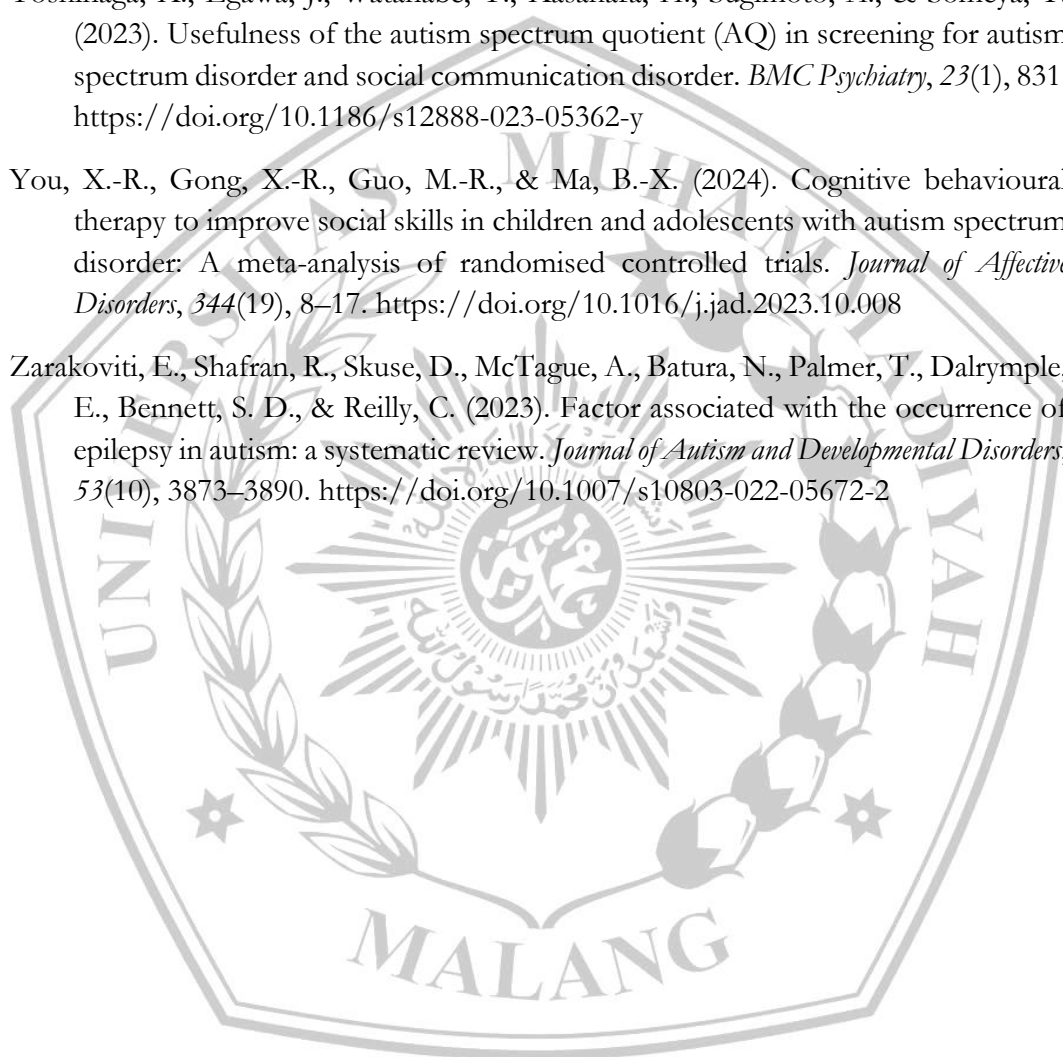 (2023). Usefulness of the autism spectrum quotient (AQ) in screening for autism
spectrum disorder and social communication disorder. BMC Psychiatry, 23(1), 831
https://doi.org/10.1186/s12888-023-05362-y
You, X.-R., Gong, X.-R., Guo, M.-R., & Ma, B.-X. (2024). Cognitive behavioural
therapy to improve social skills in children and adolescents with autism spectrum
disorder: A meta-analysis of randomised controlled trials. Journal of Affective
Disorders, 344(19), 8–17. https://doi.org/10.1016/j.jad.2023.10.008
Zarakoviti, E., Shafran, R., Skuse, D., McTague, A., Batura, N., Palmer, T., Dalrymple,
E., Bennett, S. D., & Reilly, C. (2023). Factor associated with the occurrence of
epilepsy in autism: a systematic review. Journal of Autism and Developmental Disorders,
53(10), 3873–3890. https://doi.org/10.1007/s10803-022-05672-2
UNIVERSITAS MUHAMMADIYAH
MALANG